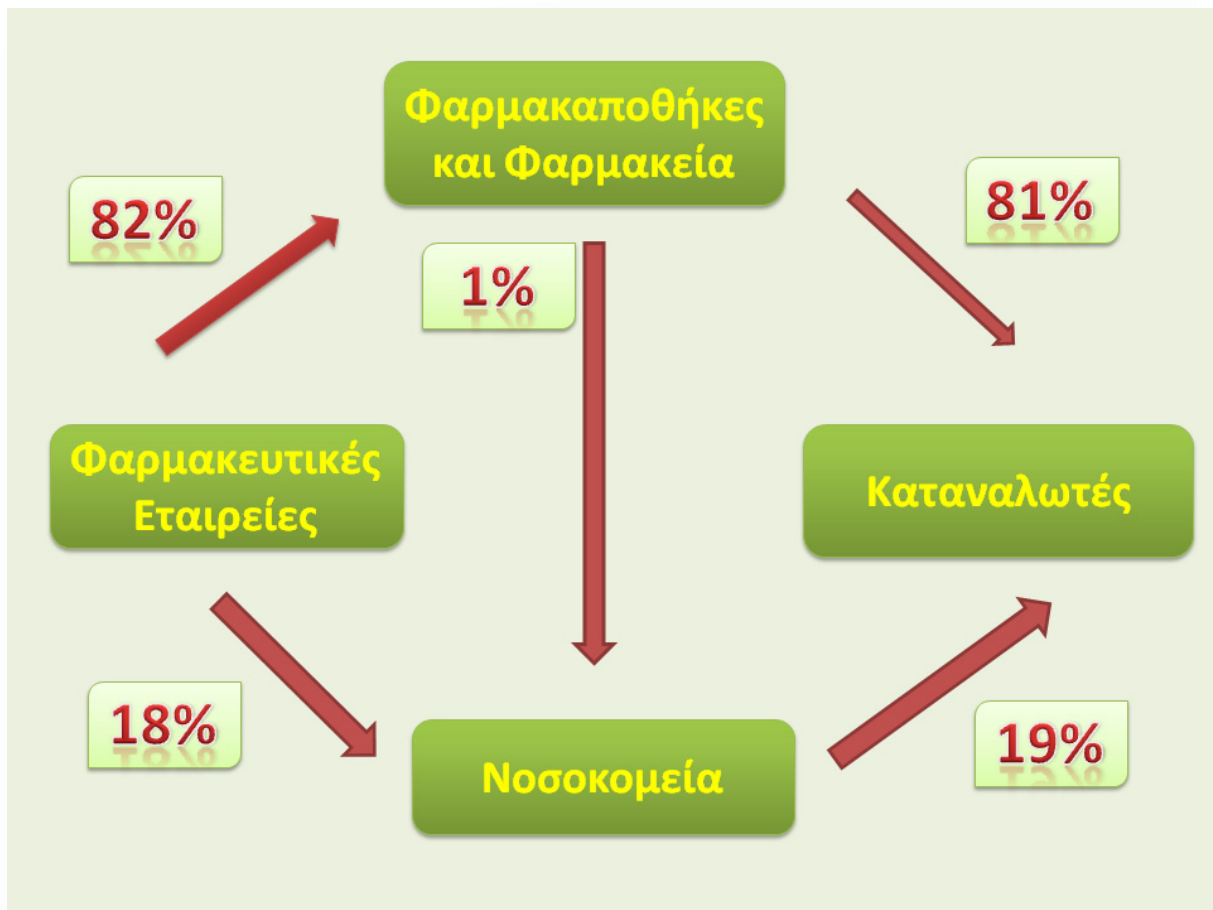 Φαρμακαποθήκες
και Φαρμακεία
82%
81%
1%
Φαρμακευτικές
Εταιρείες
Καταναλωτές
18%
19%
Νοσοκομεία